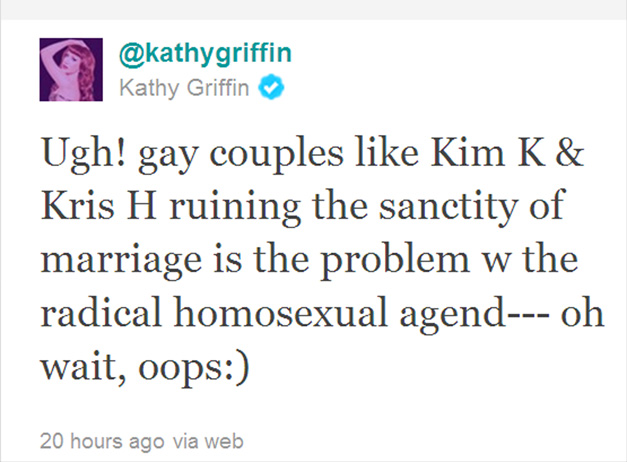 @kathygriffin
Kathy Griffin
Ugh! gay couples like Kim K &
Kris H ruining the sanctity of
marriage is the problem w the
radical homosexual agend--- oh
wait, oops:)
20 hours ago via web